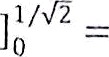 ]_0^{1/\sqrt{2}} =